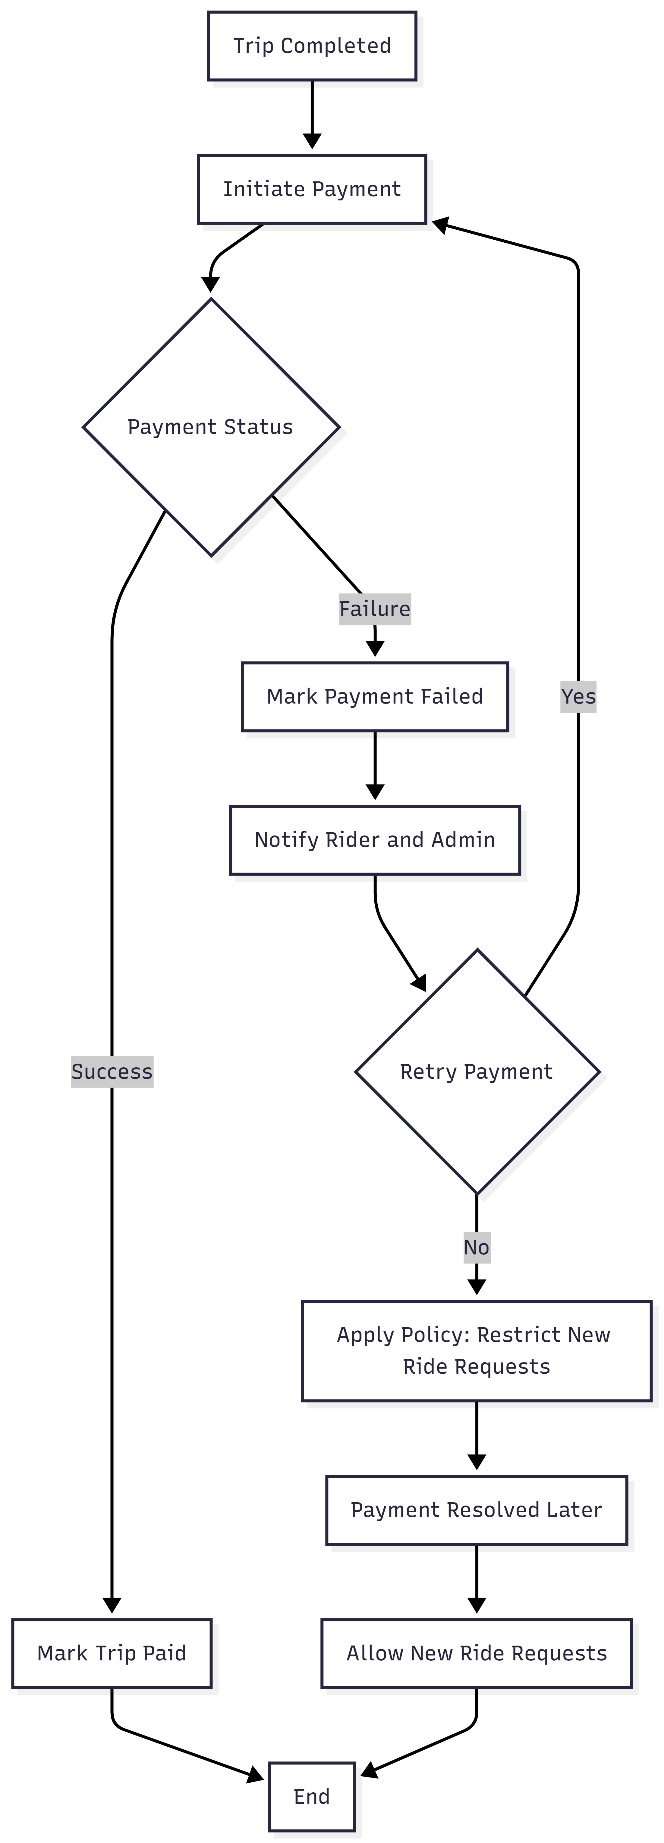 Trip Completed
Initiate Payment
Payment Status
Failure
Mark Payment Failed
Yes
Notify Rider and Admin
Success
Retry Payment
No
Apply Policy: Restrict New
Ride Requests
Payment Resolved Later
Mark Trip Paid
Allow New Ride Requests
End